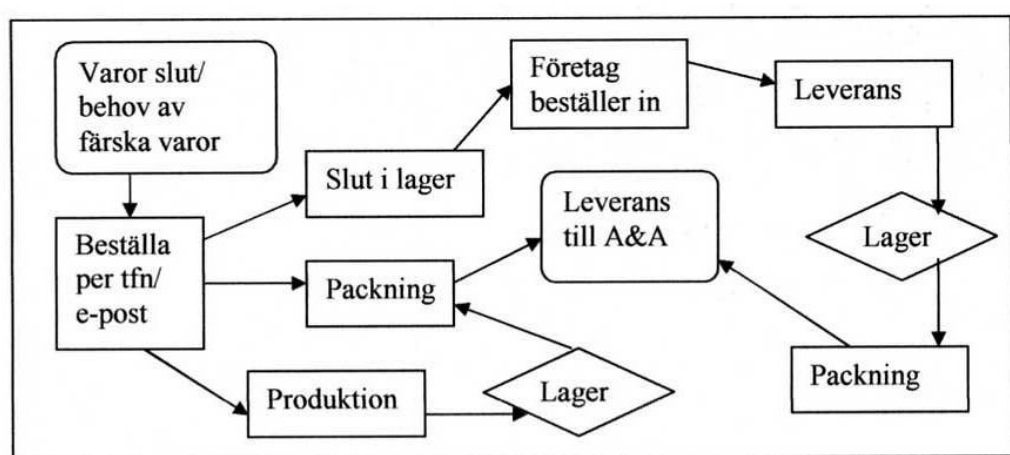 Varor slut/
behov av
färska varor
Beställa
per tfn/
e-post
Slut i lager
Företag
beställer in
Leverans
Lager
Packning
Leverans
till A&A
Packning
Produktion
Lager